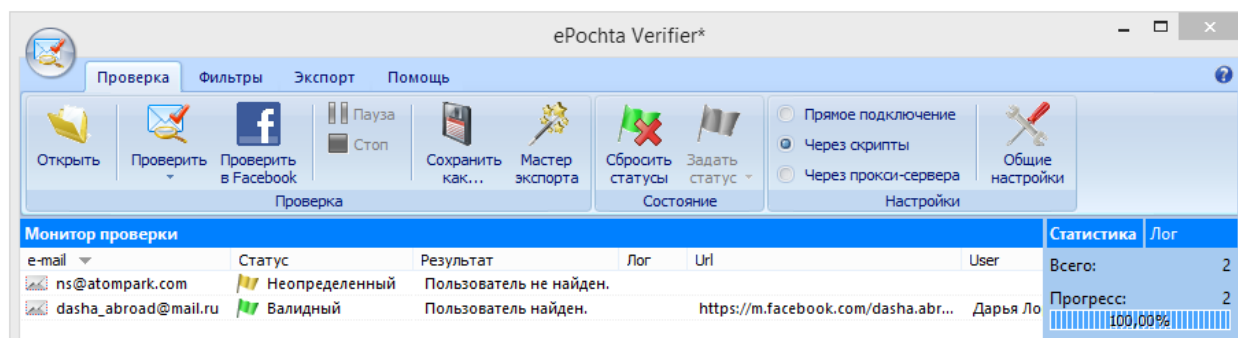 ePochta Verifier*
Проверка Фильтры Экспорт Помощь
Открыть
Проверить
Проверить в Facebook
Пауза
Стоп
Сохранить как...
Мастер экспорта
Проверка
Сбросить статусы
Задать статус
Состояние
Прямое подключение
Через скрипты
Через прокси-сервера
Общие настройки
Настройки
Монитор проверки
Статистика Лог
e-mail Статус Результат Лог Url User
ns@atompark.com Неопределенный Пользователь не найден.
dasha_abroad@mail.ru Валидный Пользователь найден. https://m.facebook.com/dasha.abr... Дарья Ло
Всего: 2
Прогресс: 2
100,00%